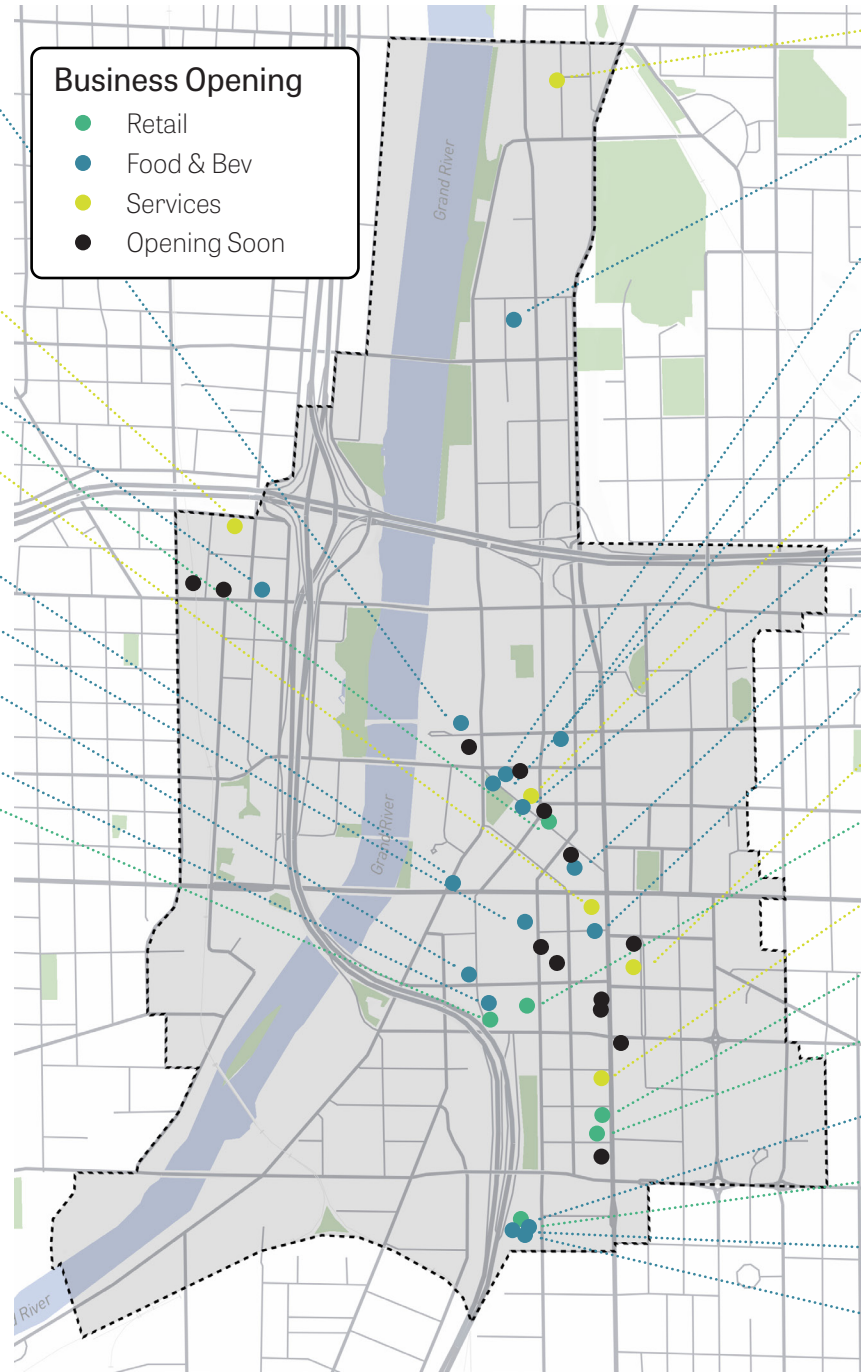 Business Opening
Retail
Food & Bev
Services
Opening Soon
Grand River
Grand River
River